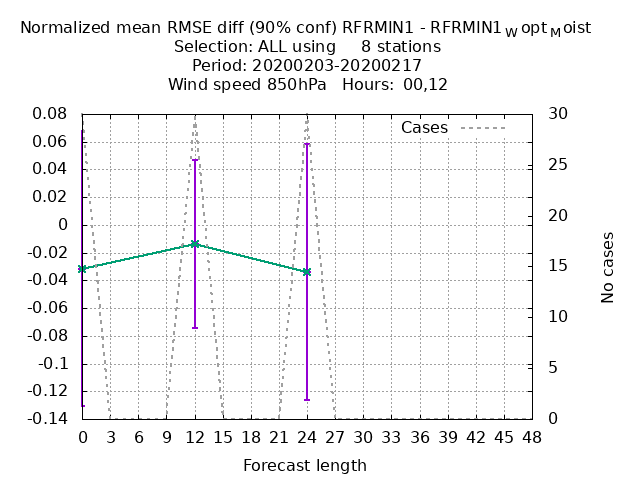 Normalized mean RMSE diff (90% conf) RFRMIN1 - RFRMIN1WoptMoist
Selection: ALL using 8 stations
Period: 20200203-20200217
Wind speed 850hPa Hours: 00,12
Cases
0.08
0.06
0.04
0.02
0
-0.02
-0.04
-0.06
-0.08
-0.1
-0.12
-0.14
30
25
20
15
10
5
0
No cases
0 3 6 9 12 15 18 21 24 27 30 33 36 39 42 45 48
Forecast length